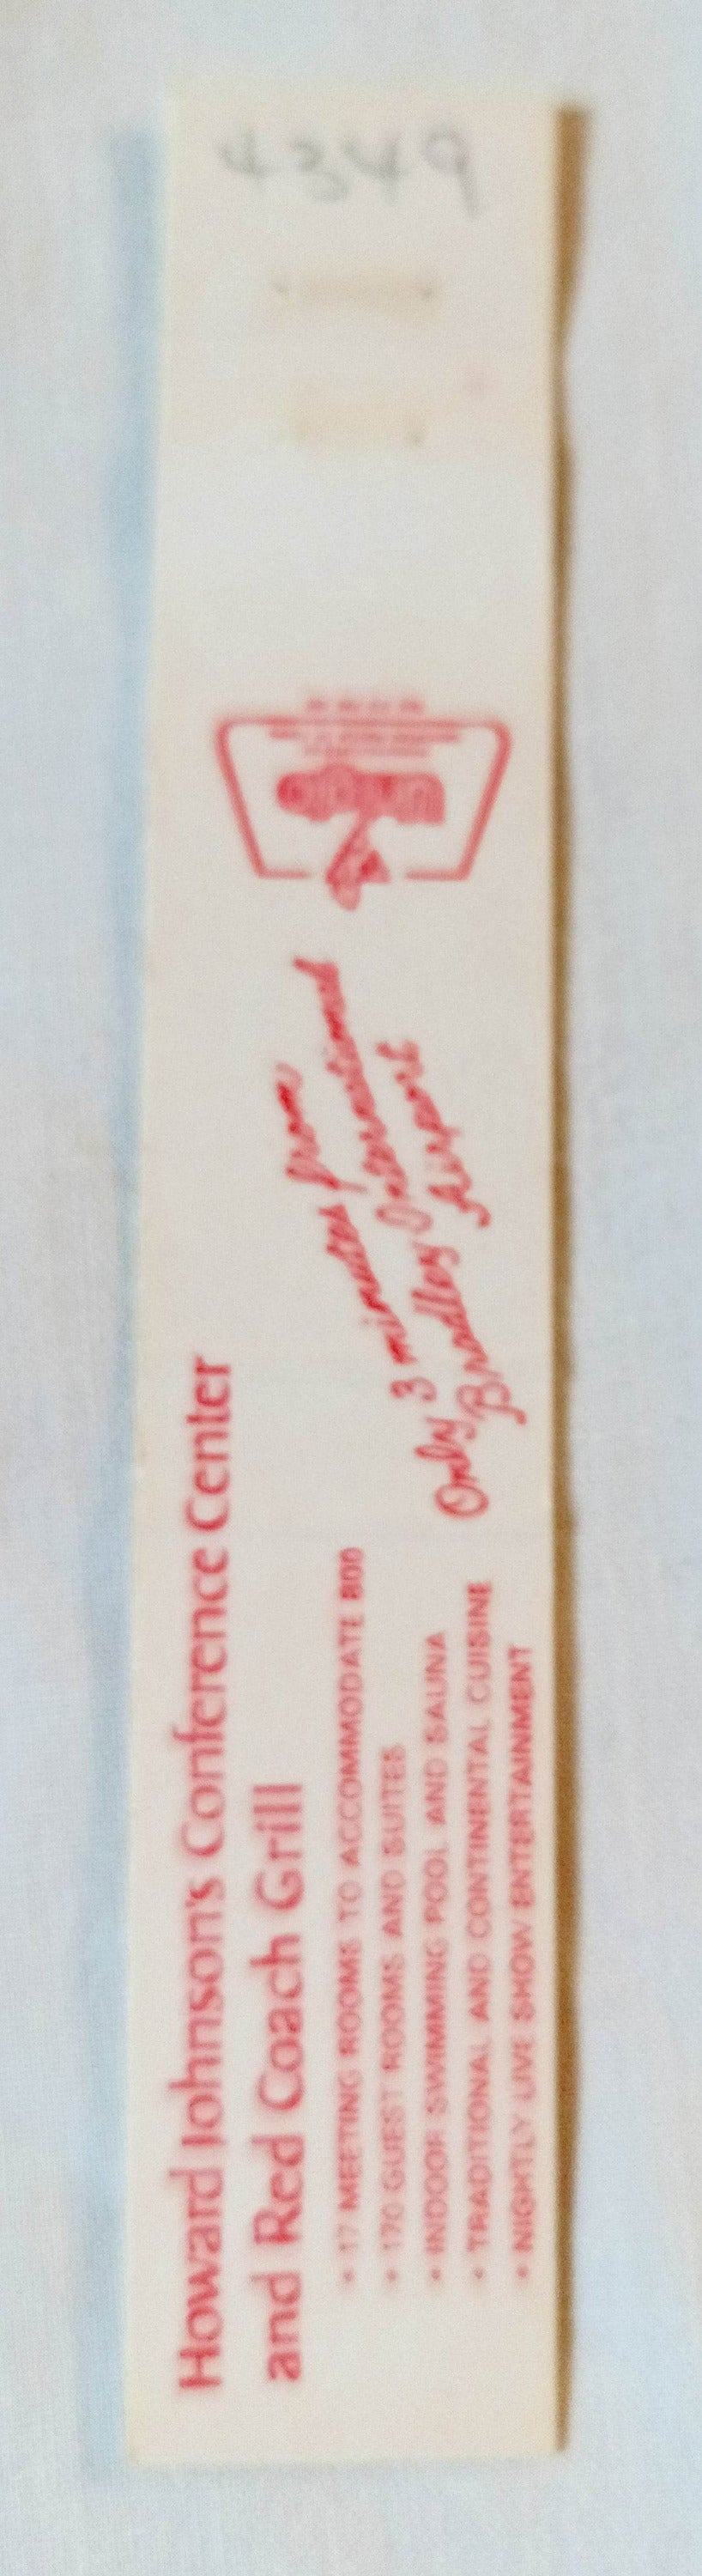 4349
Howard Johnson's Conference Center
and Red Coach Grill
• 17 MEETING ROOMS TO ACCOMMODATE 800
• 170 GUEST ROOMS AND SUITES
• INDOOR SWIMMING POOL AND SAUNA
• TRADITIONAL AND CONTINENTAL CUISINE
• NIGHTLY LIVE SHOW ENTERTAINMENT
Only 3 minutes from
Bradley International
Airport